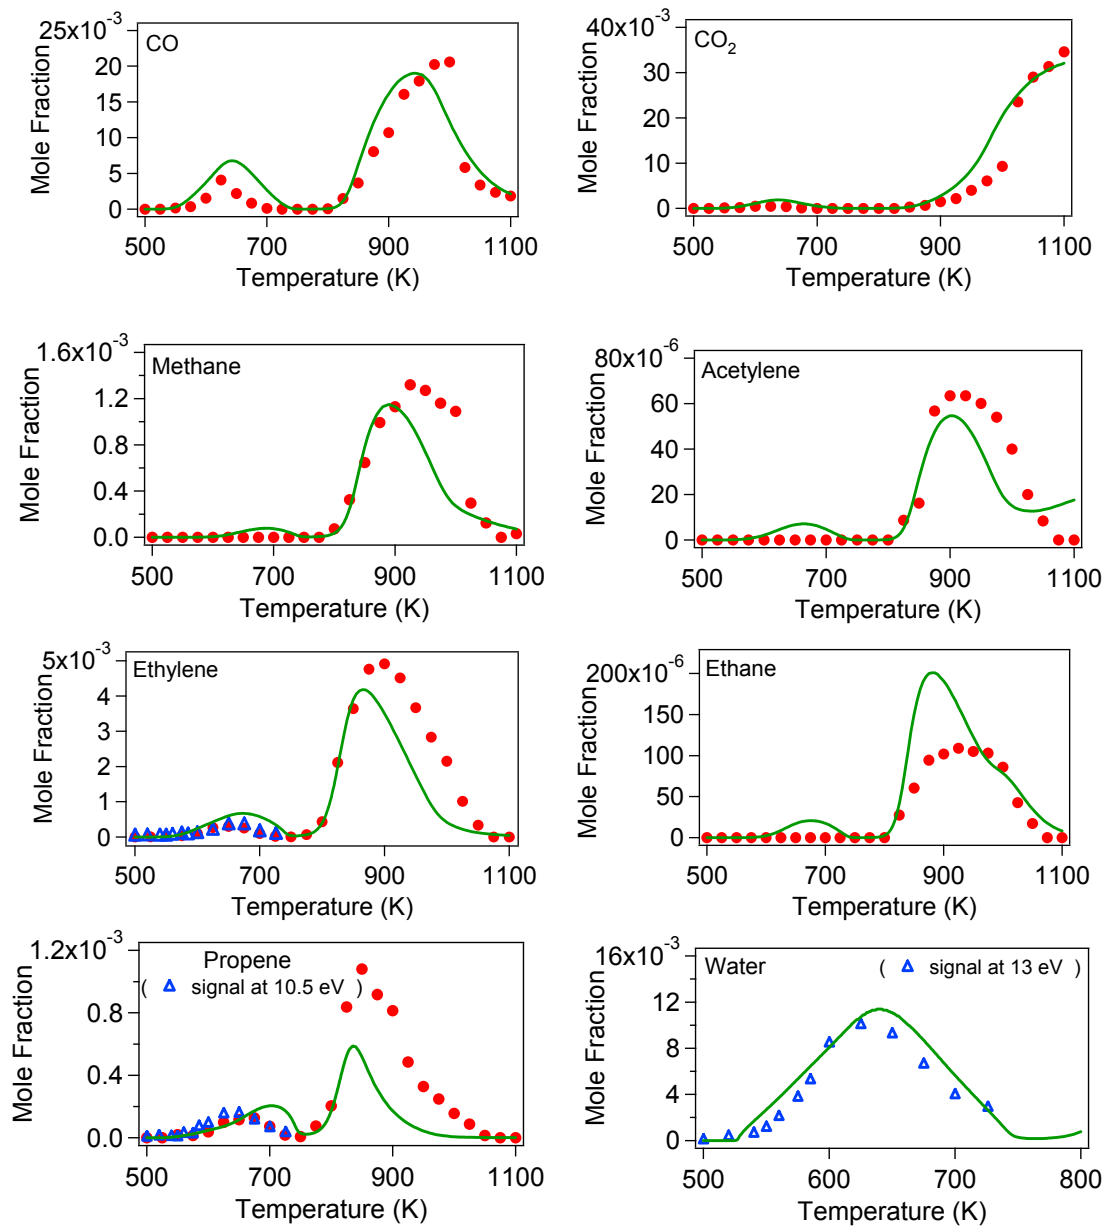 25x10-3
CO
20
15
10
5
0
Mole Fraction
500 700 900 1100
Temperature (K)
40x10-3
CO2
30
20
10
0
Mole Fraction
500 700 900 1100
Temperature (K)
1.6x10-3
Methane
1.2
0.8
0.4
0.0
Mole Fraction
500 700 900 1100
Temperature (K)
80x10-6
Acetylene
60
40
20
0
Mole Fraction
500 700 900 1100
Temperature (K)
5x10-3
Ethylene
4
3
2
1
0
Mole Fraction
500 700 900 1100
Temperature (K)
200x10-6
Ethane
150
100
50
0
Mole Fraction
500 700 900 1100
Temperature (K)
1.2x10-3
Propene
( signal at 10.5 eV )
0.8
0.4
0.0
Mole Fraction
500 700 900 1100
Temperature (K)
16x10-3
Water ( signal at 13 eV )
12
8
4
0
Mole Fraction
500 600 700 800
Temperature (K)